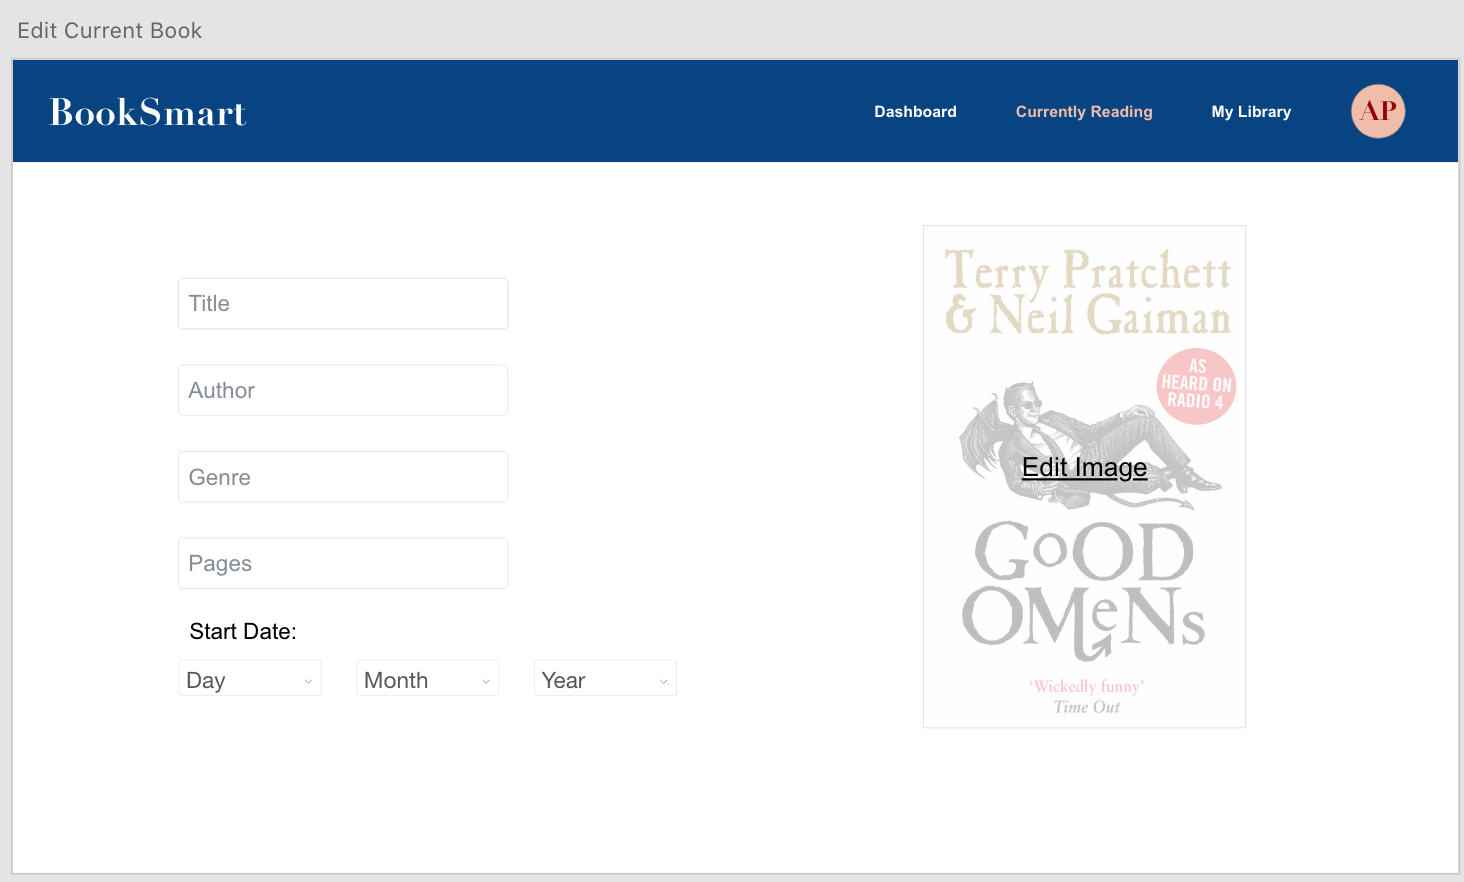 Edit Current Book
BookSmart
Dashboard
Currently Reading
My Library
AP
Title
Author
Genre
Pages
Start Date:
Day
Month
Year
Terry Pratchett
& Neil Gaiman
AS
HEARD ON
RADIO 4
Edit Image
GOOD
OMENS
‘Wickedly funny’
Time Out